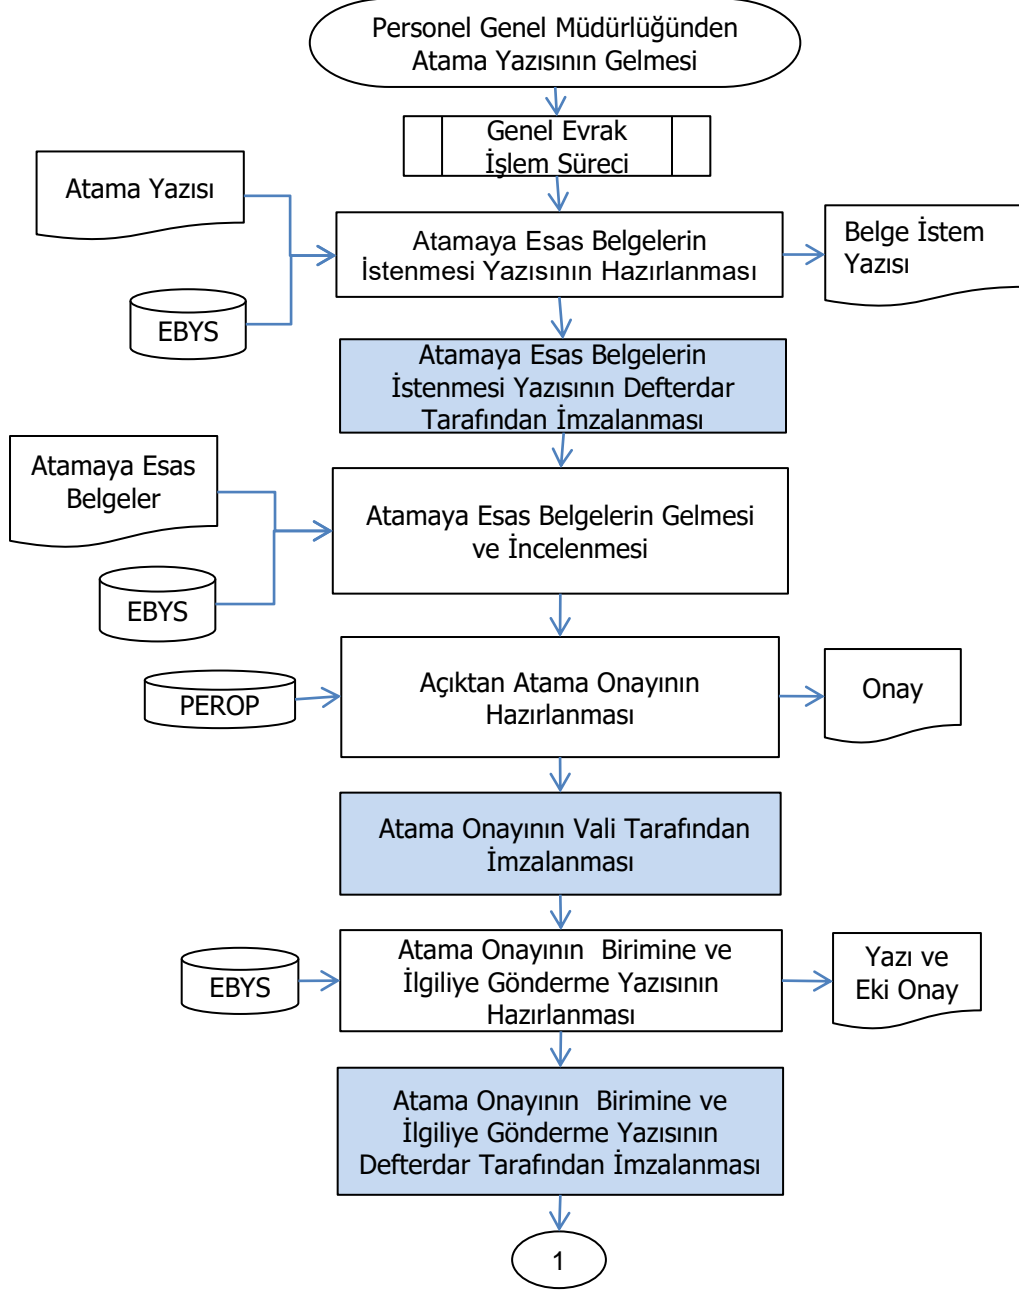 Personel Genel Müdürlüğünden
Atama Yazısının Gelmesi
Genel Evrak
İşlem Süreci
Atama Yazısı
Atamaya Esas Belgelerin
İstenmesi Yazısının Hazırlanması
Belge İstem
Yazısı
EBYS
Atamaya Esas Belgelerin
İstenmesi Yazısının Defterdar
Tarafından İmzalanması
Atamaya Esas
Belgeler
Atamaya Esas Belgelerin Gelmesi
ve İncelenmesi
EBYS
PEROP
Açıktan Atama Onayının
Hazırlanması
Onay
Atama Onayının Vali Tarafından
İmzalanması
EBYS
Atama Onayının  Birimine ve
İlgiliye Gönderme Yazısının
Hazırlanması
Yazı ve
Eki Onay
Atama Onayının  Birimine ve
İlgiliye Gönderme Yazısının
Defterdar Tarafından İmzalanması
1